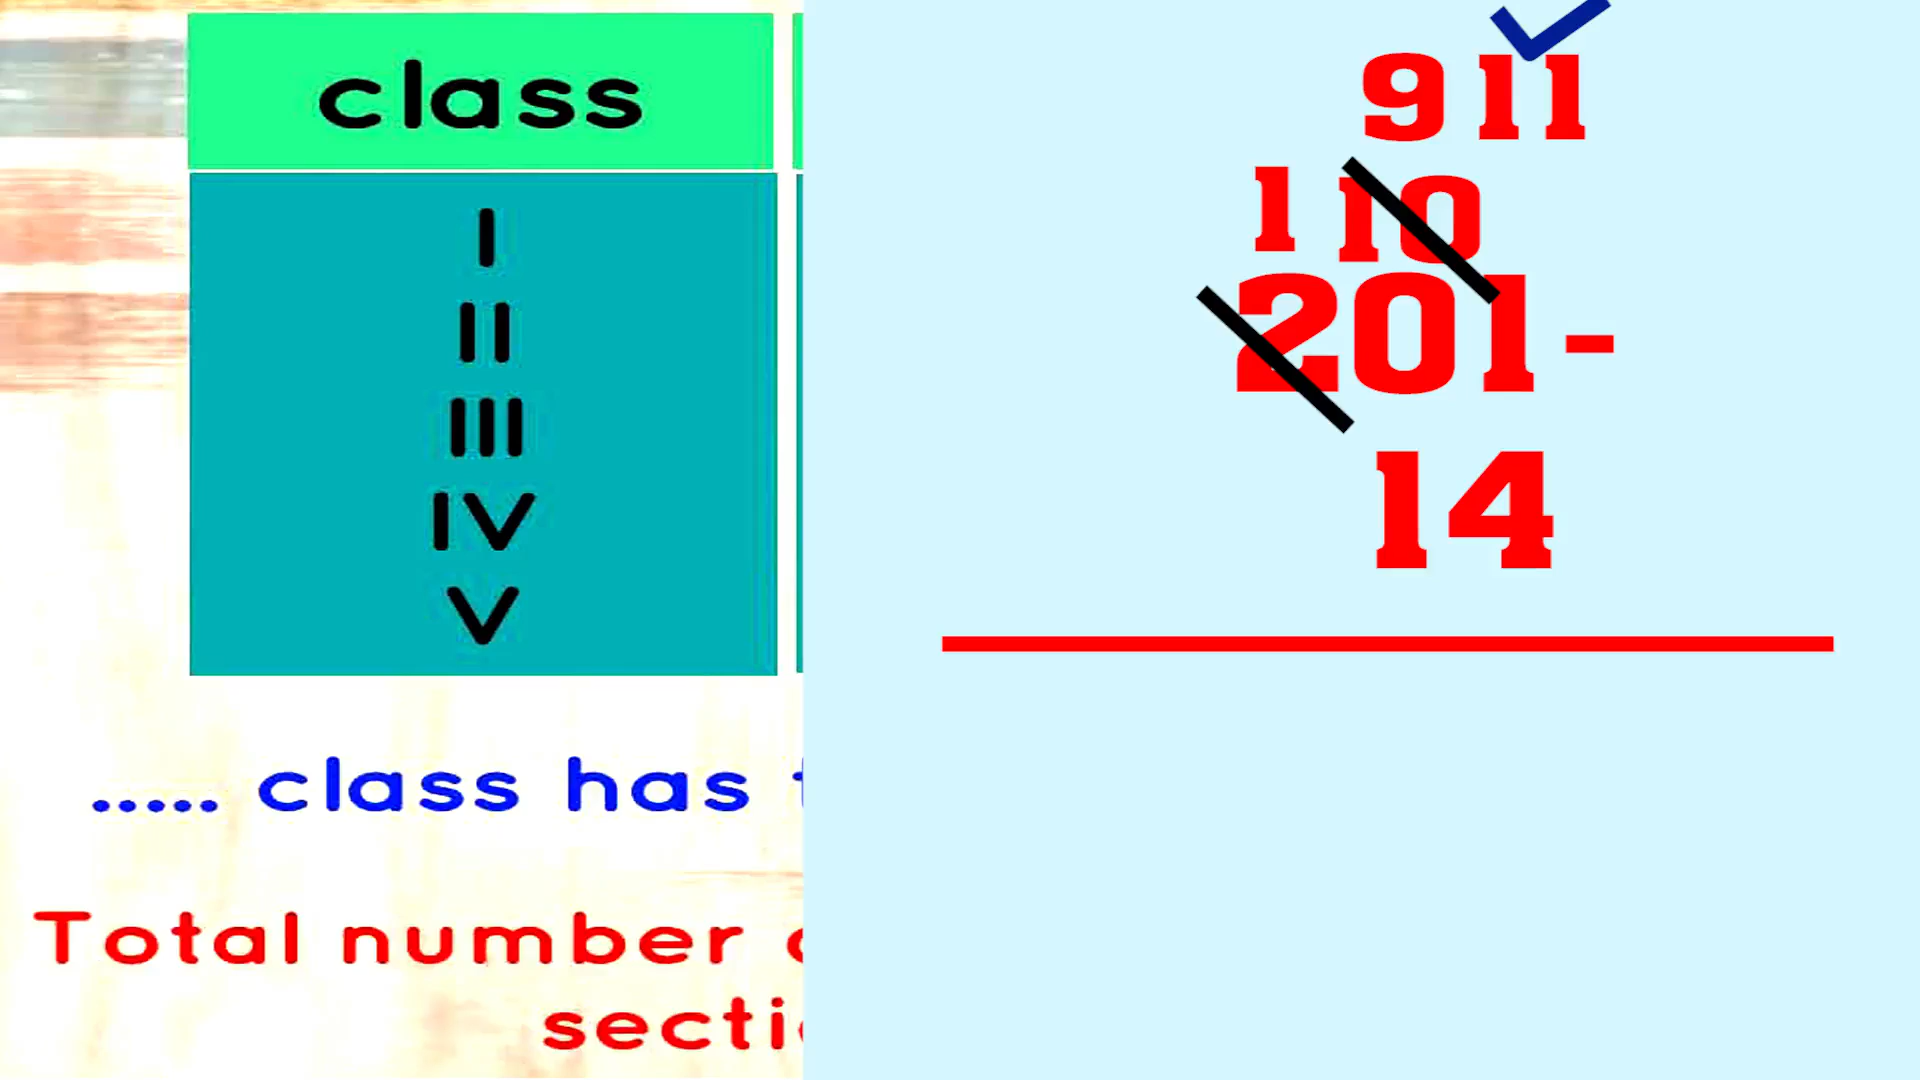 class
I
II
III
IV
V
..... class has
Total number
secti
9 11
1 10
201-
14